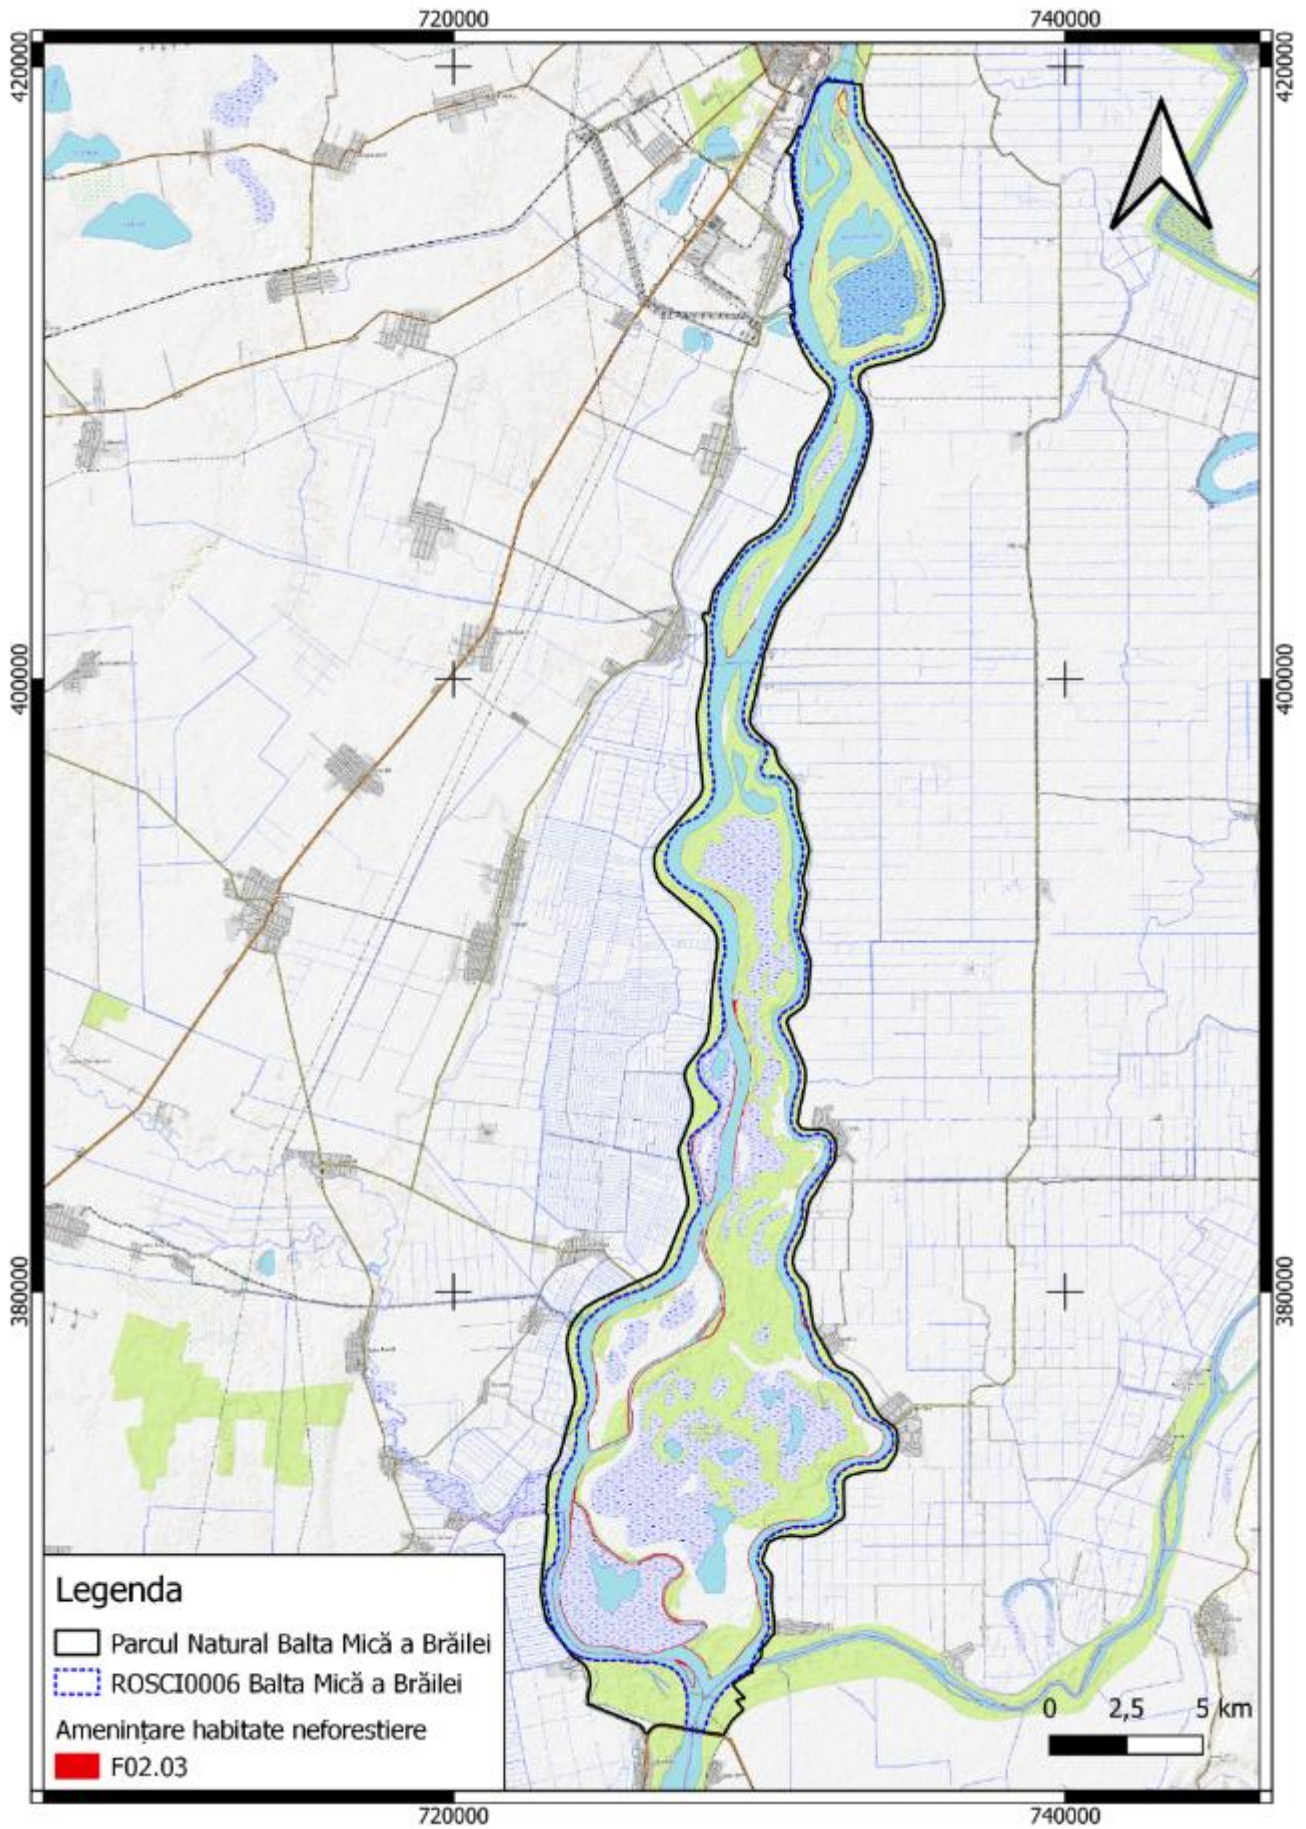 720000 740000
420000 420000
400000 400000
380000 380000
Legenda
Parcul Natural Balta Mică a Brăilei
ROSCI0006 Balta Mică a Brăilei
Amenințare habitate neforestiere
F02.03
0 2,5 5 km
720000 740000